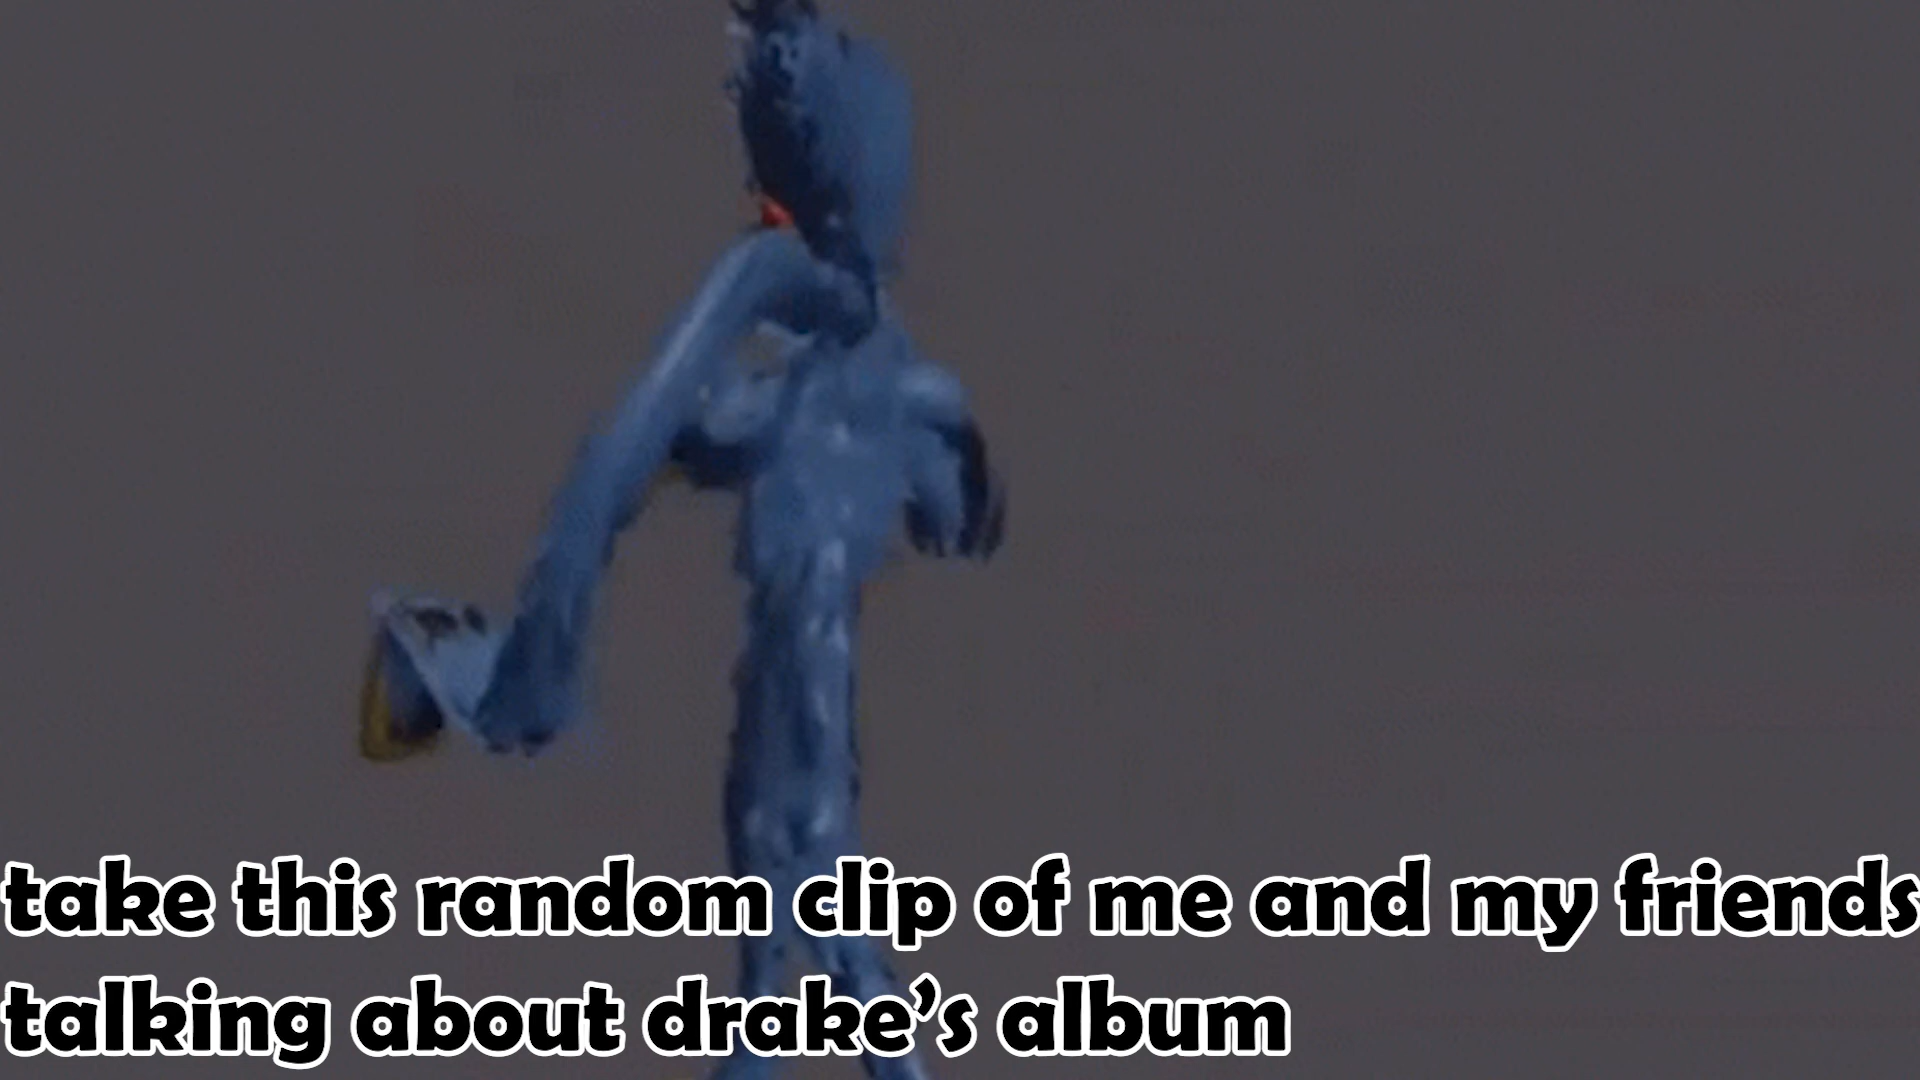 take this random clip of me and my friends
talking about drake's album